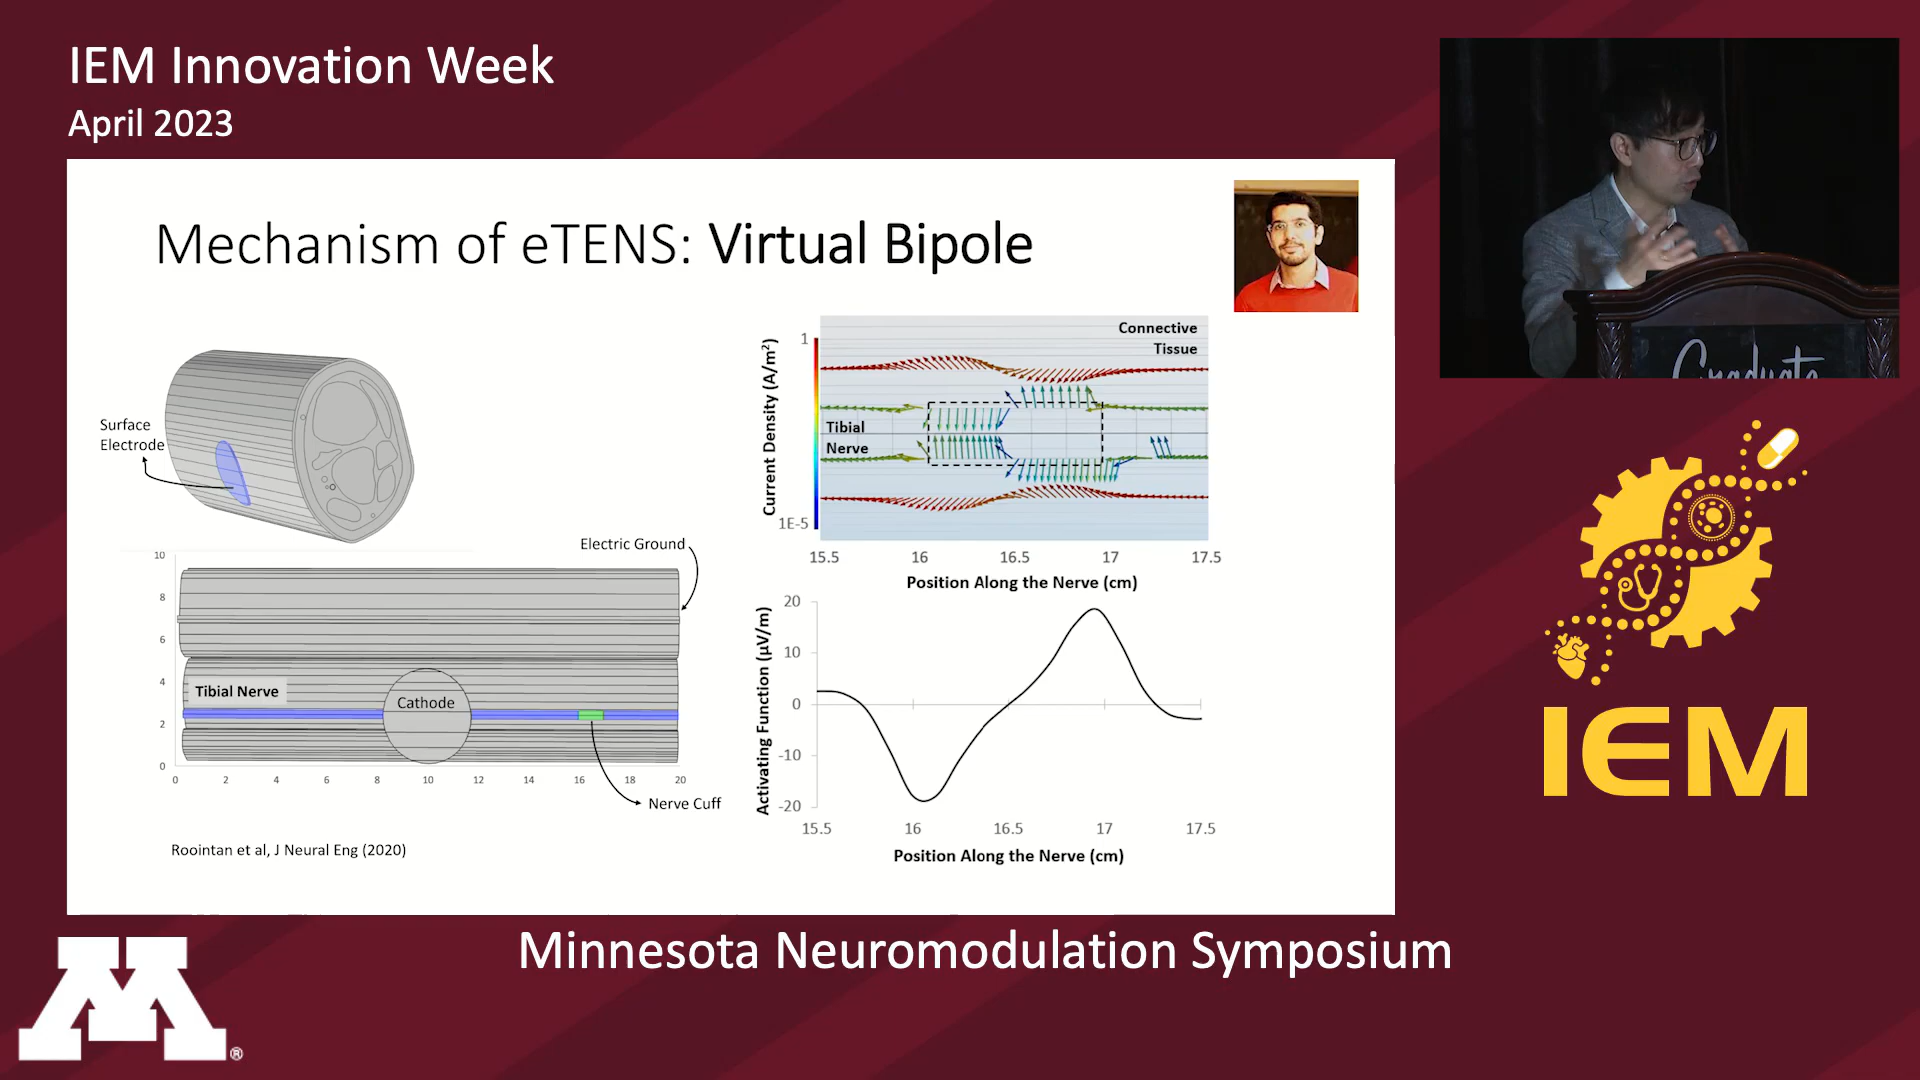 IEM Innovation Week
April 2023
Mechanism of eTENS: Virtual Bipole
Surface
Electrode
Electric Ground
10
8
6
4
2
0
Tibial Nerve
Cathode
0 2 4 6 8 10 12 14 16 18 20
Nerve Cuff
Roointan et al, J Neural Eng (2020)
Current Density (A/m²)
1
1E-5
Connective
Tissue
Tibial
Nerve
15.5 16 16.5 17 17.5
Position Along the Nerve (cm)
Activating Function (µV/m)
20
10
0
-10
-20
15.5 16 16.5 17 17.5
Position Along the Nerve (cm)
Graduate
IEM
Minnesota Neuromodulation Symposium
M
®